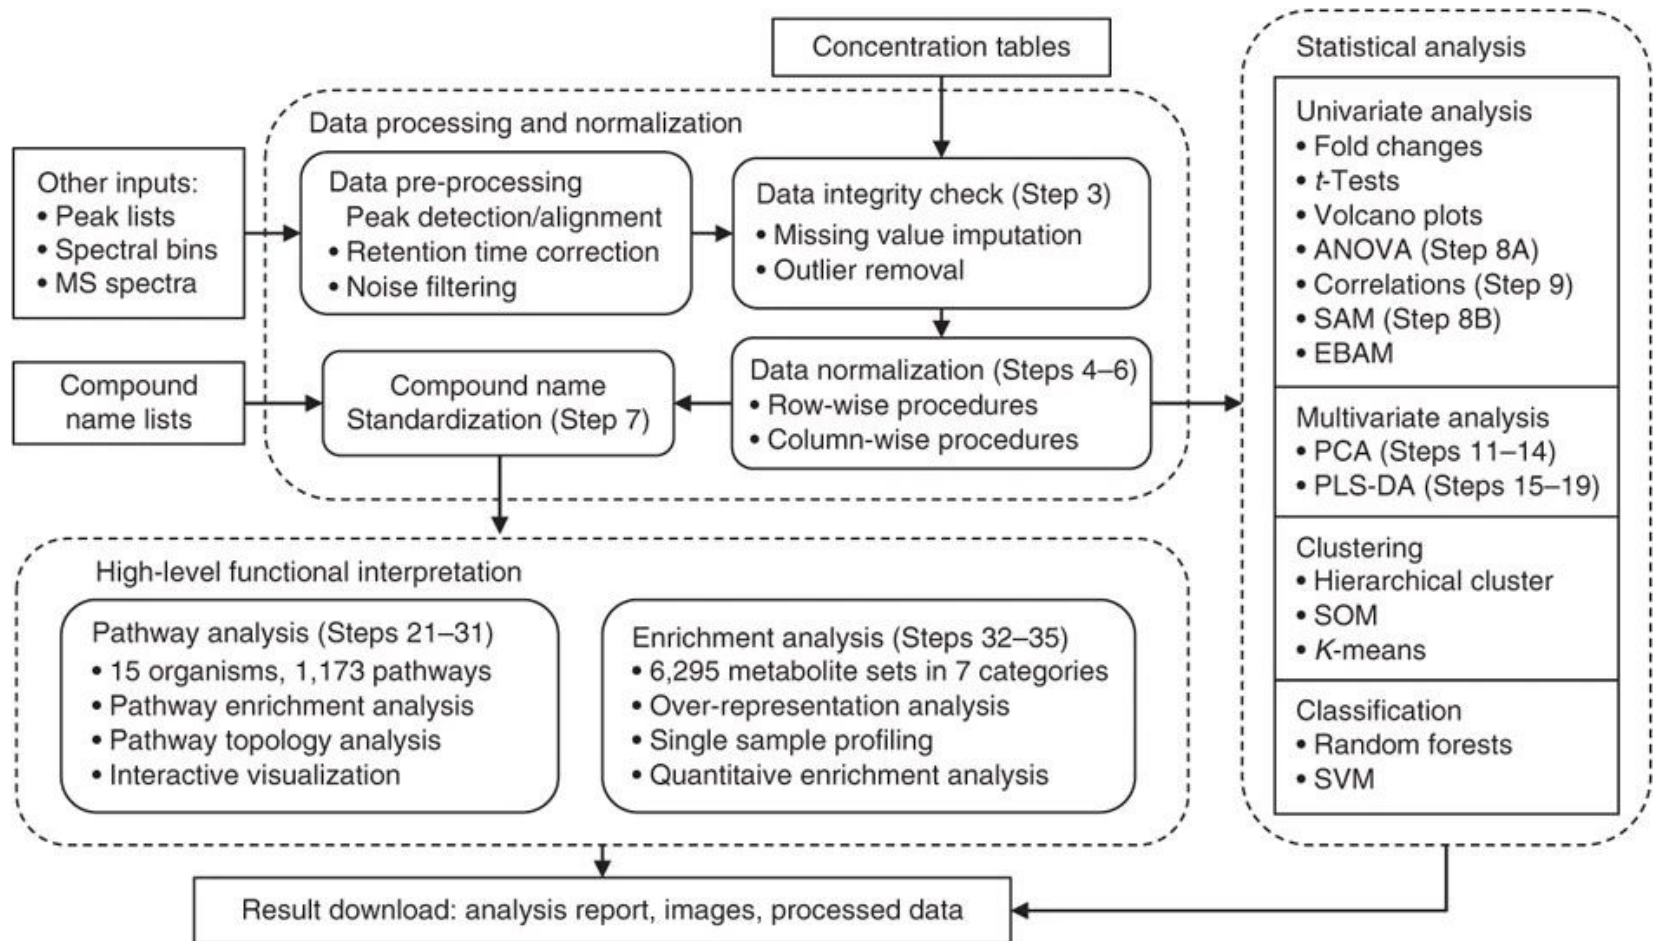 Concentration tables
Data processing and normalization
Other inputs:
• Peak lists
• Spectral bins
• MS spectra
Data pre-processing
Peak detection/alignment
• Retention time correction
• Noise filtering
Data integrity check (Step 3)
• Missing value imputation
• Outlier removal
Compound
name lists
Compound name
Standardization (Step 7)
Data normalization (Steps 4–6)
• Row-wise procedures
• Column-wise procedures
High-level functional interpretation
Pathway analysis (Steps 21–31)
• 15 organisms, 1,173 pathways
• Pathway enrichment analysis
• Pathway topology analysis
• Interactive visualization
Enrichment analysis (Steps 32–35)
• 6,295 metabolite sets in 7 categories
• Over-representation analysis
• Single sample profiling
• Quantitaive enrichment analysis
Statistical analysis
Univariate analysis
• Fold changes
• t-Tests
• Volcano plots
• ANOVA (Step 8A)
• Correlations (Step 9)
• SAM (Step 8B)
• EBAM
Multivariate analysis
• PCA (Steps 11–14)
• PLS-DA (Steps 15–19)
Clustering
• Hierarchical cluster
• SOM
• K-means
Classification
• Random forests
• SVM
Result download: analysis report, images, processed data